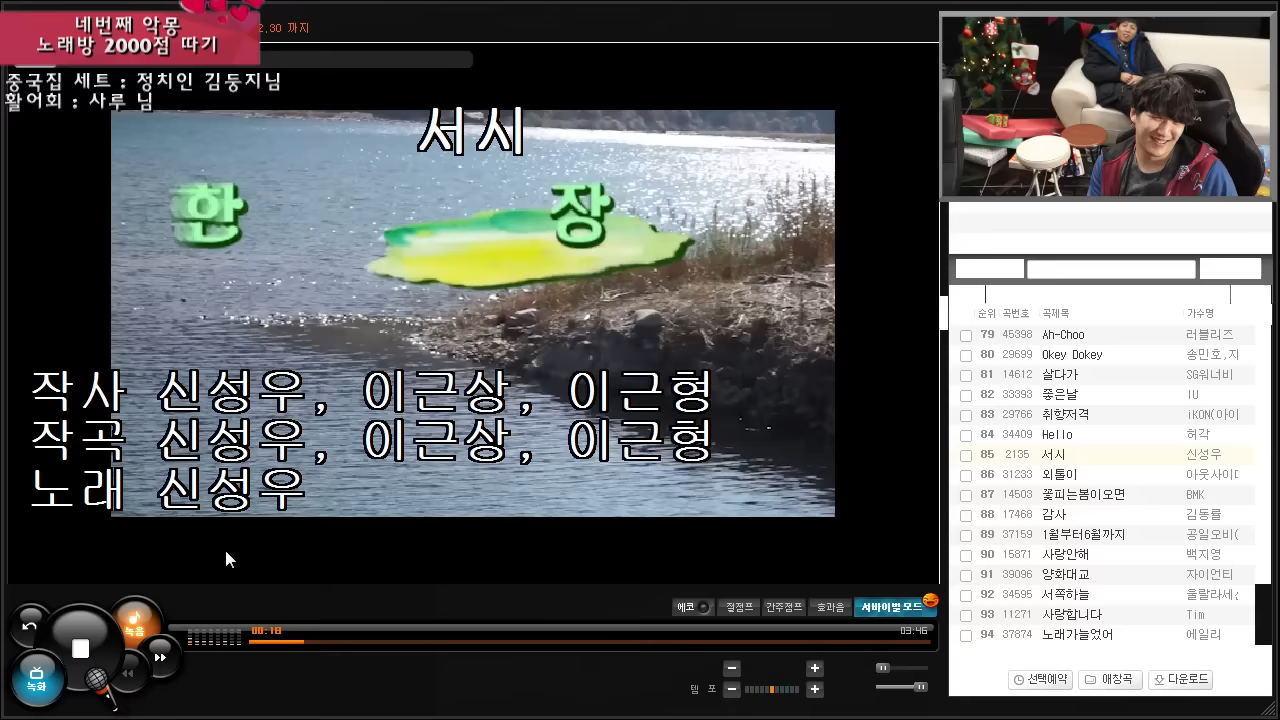 네번째 악몽
노래방 2000점 따기
2,30 까지
중국집 세트 : 정치인 김둥지님
활어회 : 사루 님
서시
한 장
작사 신성우, 이근상, 이근형
작곡 신성우, 이근상, 이근형
노래 신성우
순위 곡번호 곡제목 가수명
79 45398 Ah-Choo 러블리즈
80 29699 Okey Dokey 송민호,지
81 14612 살다가 SG워너비
82 33393 좋은날 IU
83 29766 취향저격 iKON(아이
84 34409 Hello 허각
85 2135 서시 신성우
86 31233 외톨이 아웃사이
87 14503 꽃피는봄이오면 BMK
88 17468 감사 김동률
89 37159 1월부터6월까지 공일오비(
90 15871 사랑안해 백지영
91 39096 양화대교 자이언티
92 34595 서쪽하늘 울랄라세
93 11271 사랑합니다 Tim
94 37874 노래가늘었어 에일리
에코 절점프 간주점프 효과음 서바이벌 모드
녹음
00:18 03:46
녹화
템 포
선택예약 애창곡 다운로드